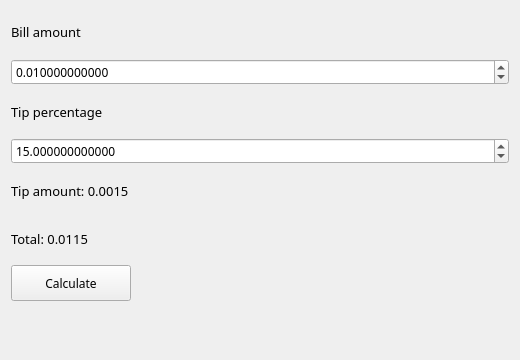 Bill amount
0.010000000000
Tip percentage
15.000000000000
Tip amount: 0.0015
Total: 0.0115
Calculate